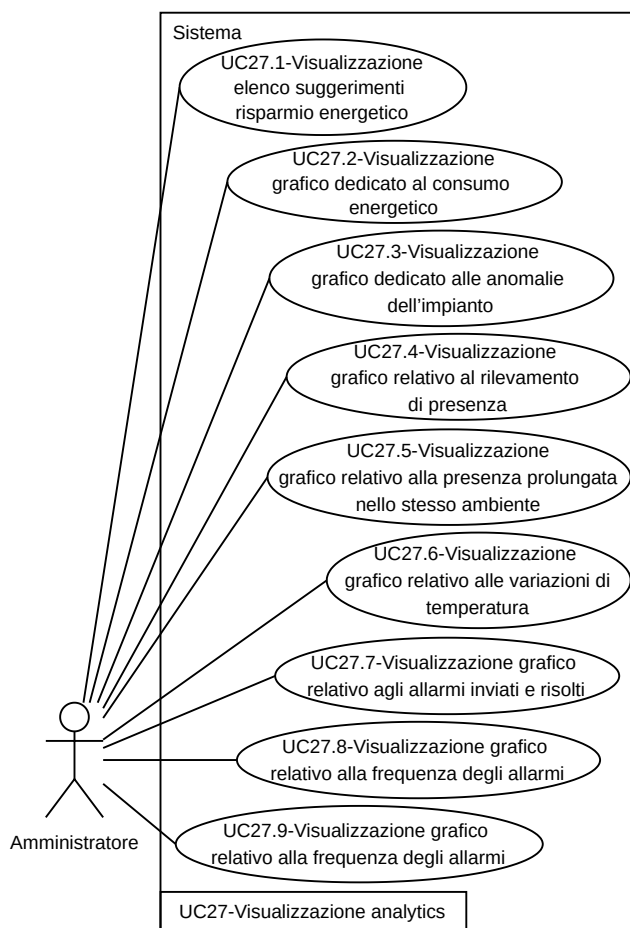 Sistema
UC27.1-Visualizzazione
elenco suggerimenti
risparmio energetico
UC27.2-Visualizzazione
grafico dedicato al consumo
energetico
UC27.3-Visualizzazione
grafico dedicato alle anomalie
dell'impianto
UC27.4-Visualizzazione
grafico relativo al rilevamento
di presenza
UC27.5-Visualizzazione
grafico relativo alla presenza prolungata
nello stesso ambiente
UC27.6-Visualizzazione
grafico relativo alle variazioni di
temperatura
UC27.7-Visualizzazione grafico
relativo agli allarmi inviati e risolti
UC27.8-Visualizzazione grafico
relativo alla frequenza degli allarmi
Amministratore
UC27.9-Visualizzazione grafico
relativo alla frequenza degli allarmi
UC27-Visualizzazione analytics